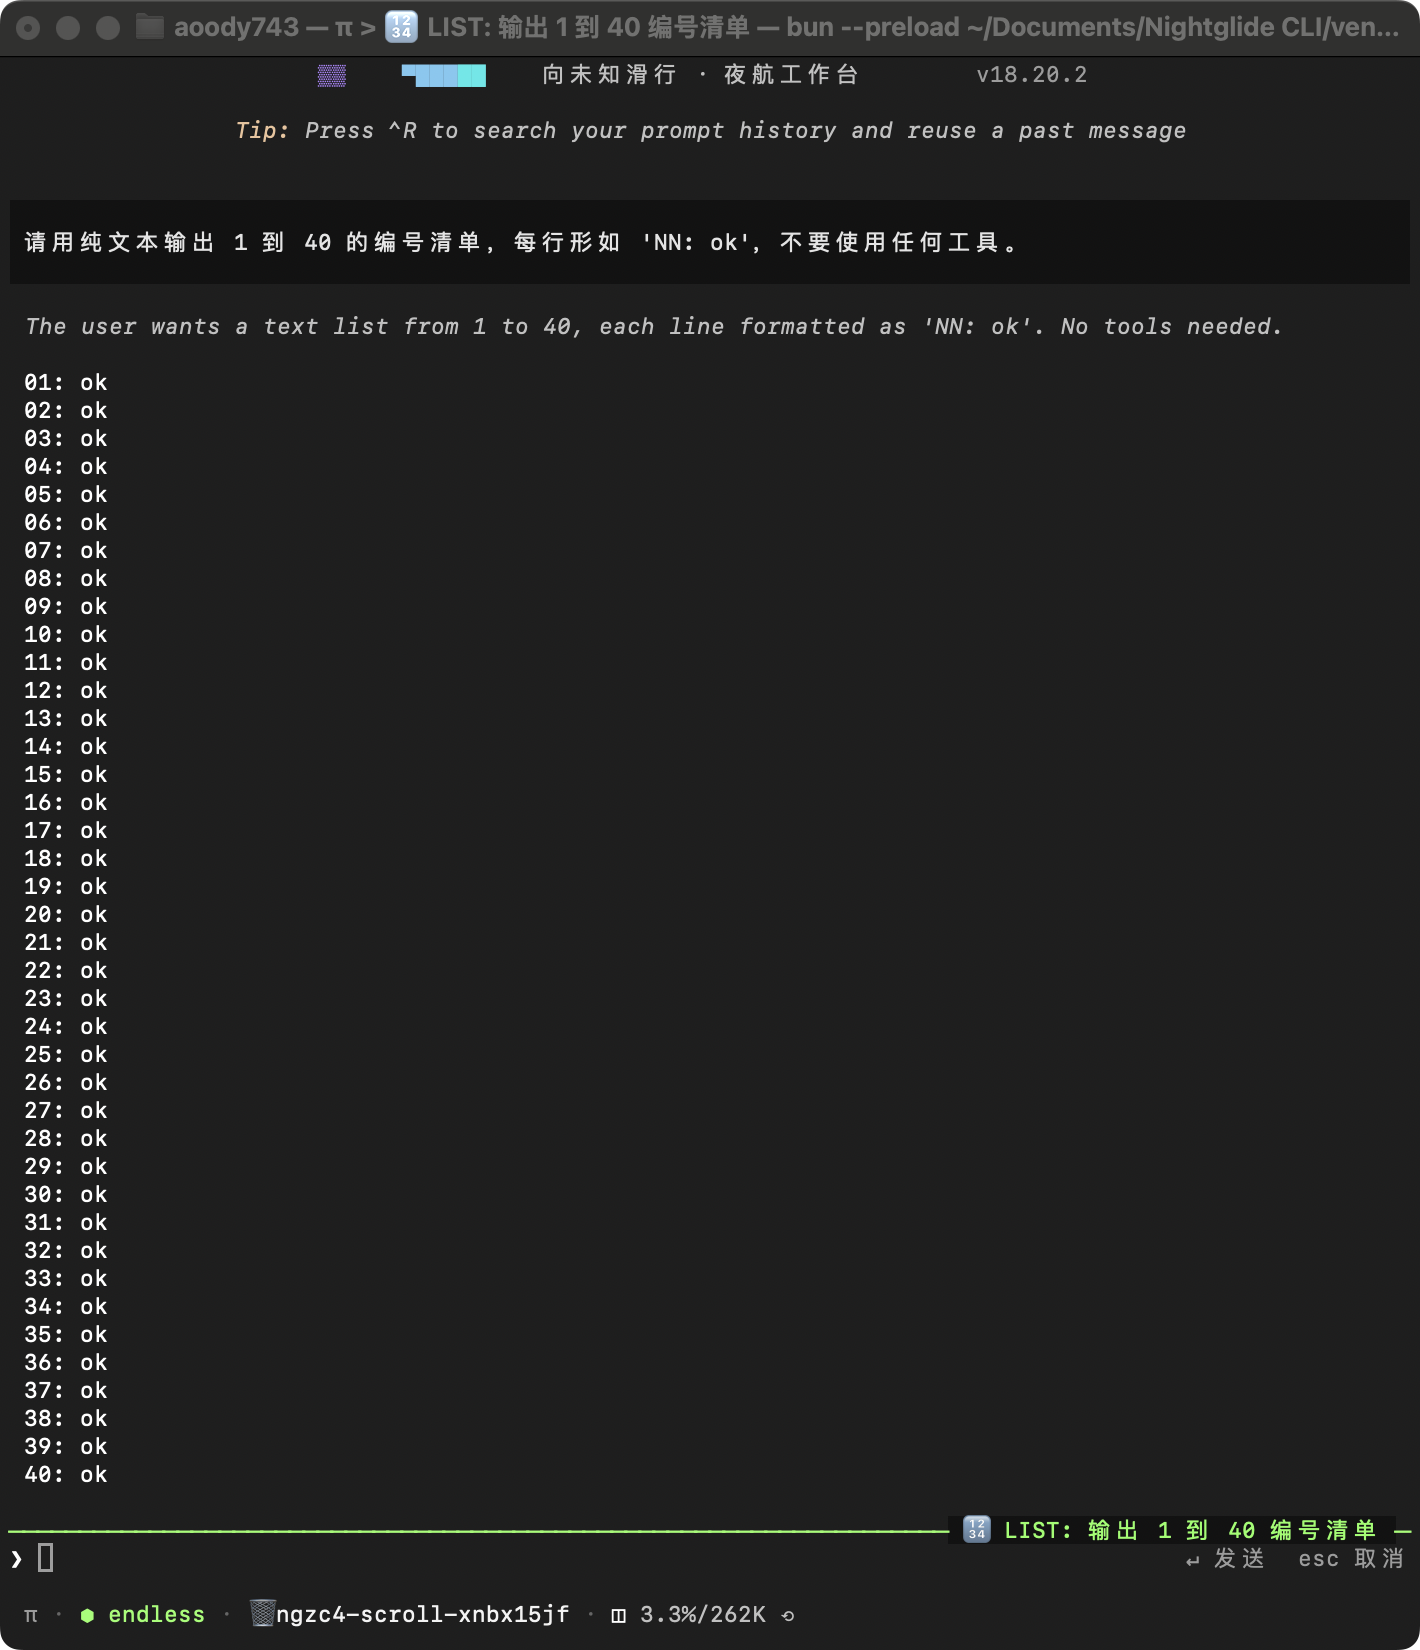 aoody743 — π > 🔢 LIST: 输出 1 到 40 编号清单 — bun --preload ~/Documents/Nightglide CLI/ven...
向未知滑行 · 夜航工作台 v18.20.2
Tip: Press ^R to search your prompt history and reuse a past message
请用纯文本输出 1 到 40 的编号清单，每行形如 'NN: ok'，不要使用任何工具。
The user wants a text list from 1 to 40, each line formatted as 'NN: ok'. No tools needed.
01: ok
02: ok
03: ok
04: ok
05: ok
06: ok
07: ok
08: ok
09: ok
10: ok
11: ok
12: ok
13: ok
14: ok
15: ok
16: ok
17: ok
18: ok
19: ok
20: ok
21: ok
22: ok
23: ok
24: ok
25: ok
26: ok
27: ok
28: ok
29: ok
30: ok
31: ok
32: ok
33: ok
34: ok
35: ok
36: ok
37: ok
38: ok
39: ok
40: ok
🔢 LIST: 输出 1 到 40 编号清单
❯ ↵ 发送 esc 取消
π · ⬢ endless · 🗑ngzc4-scroll-xnbx15jf · ◫ 3.3%/262K ⟲